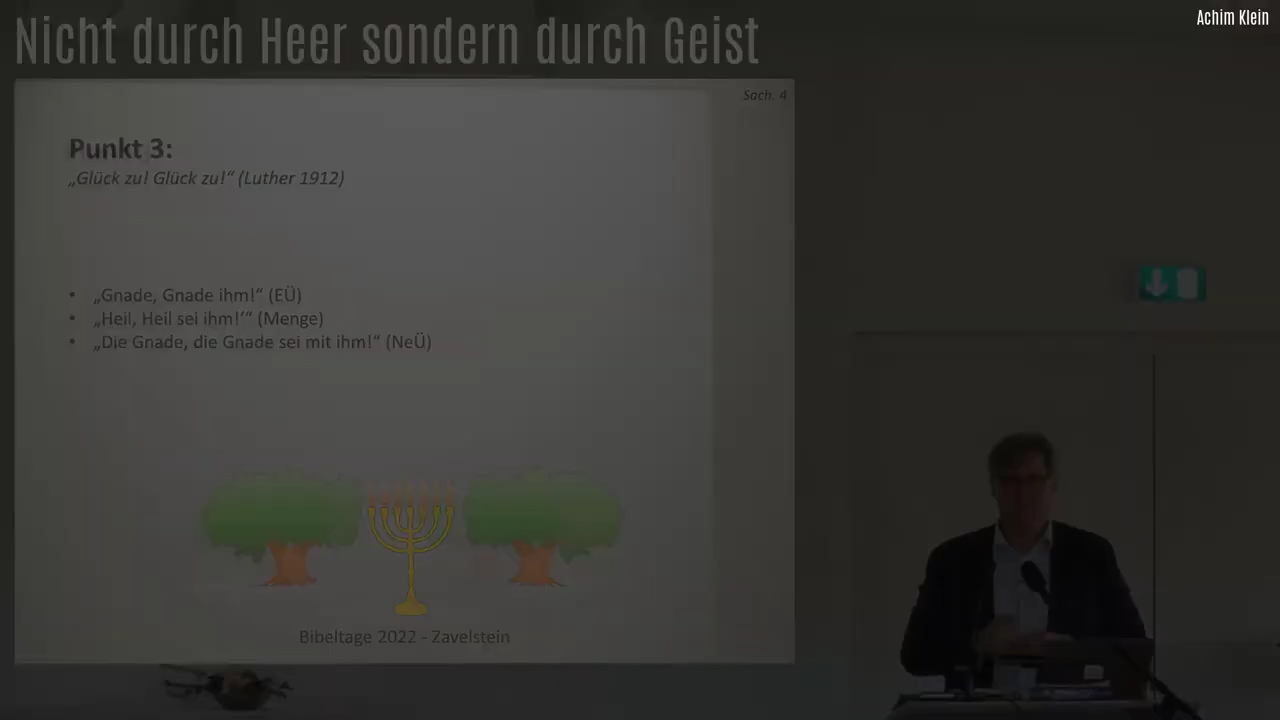 Nicht durch Heer sondern durch Geist
Achim Klein
Sach. 4
Punkt 3:
„Glück zu! Glück zu!“ (Luther 1912)
• „Gnade, Gnade ihm!“ (EÜ)
• „Heil, Heil sei ihm!‘“ (Menge)
• „Die Gnade, die Gnade sei mit ihm!“ (NeÜ)
Bibeltage 2022 - Zavelstein